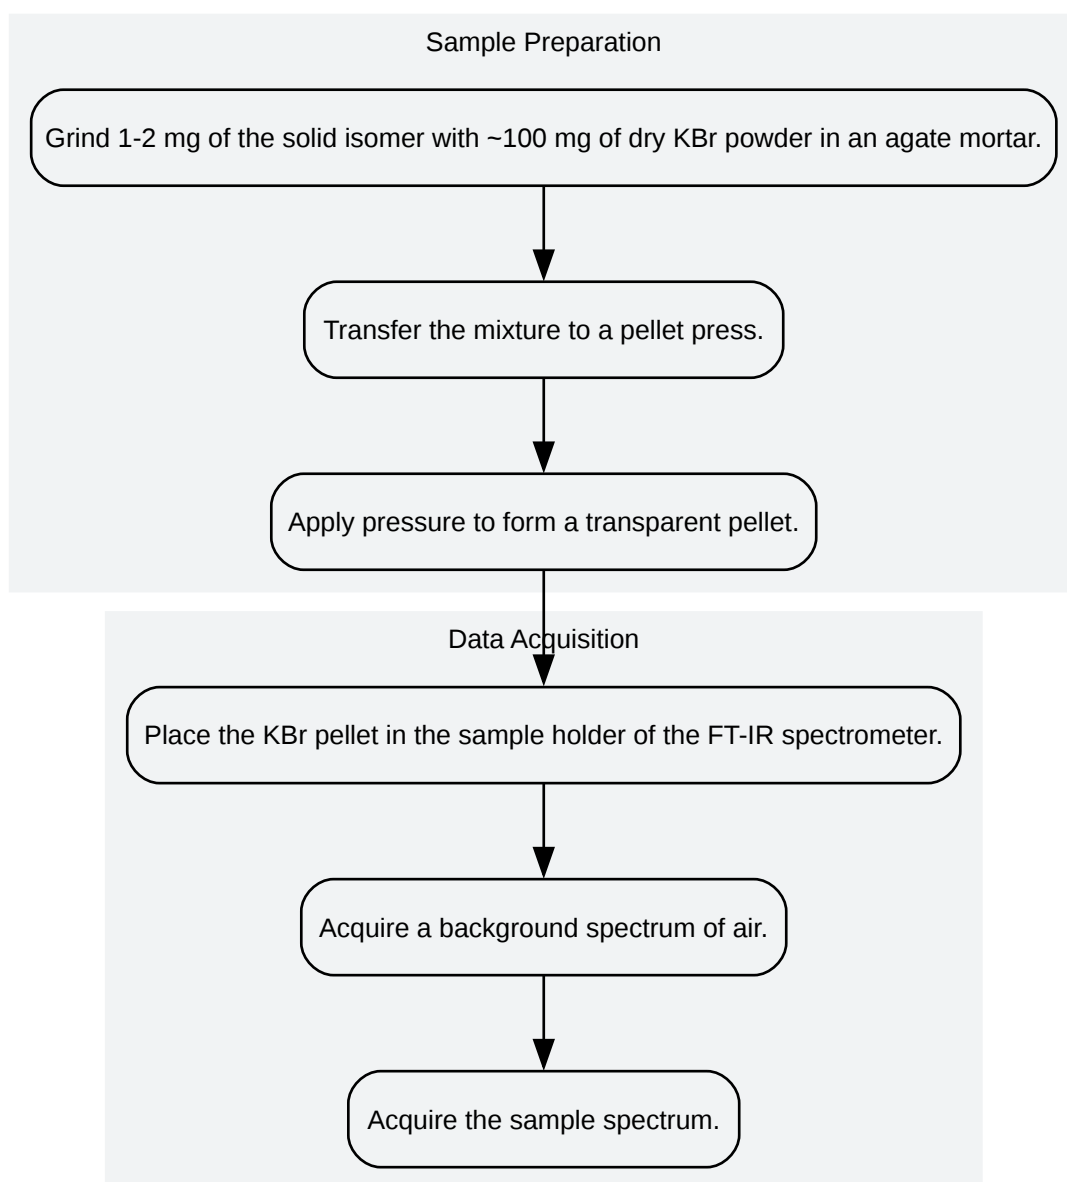 Sample Preparation
Grind 1-2 mg of the solid isomer with ~100 mg of dry KBr powder in an agate mortar.
Transfer the mixture to a pellet press.
Apply pressure to form a transparent pellet.
Data Acquisition
Place the KBr pellet in the sample holder of the FT-IR spectrometer.
Acquire a background spectrum of air.
Acquire the sample spectrum.